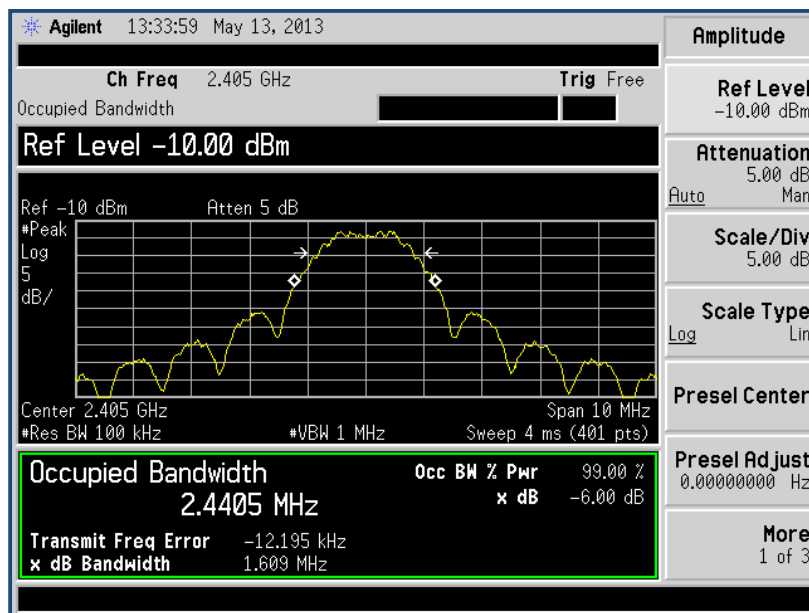 Agilent 13:33:59 May 13, 2013
Ch Freq 2.405 GHz Trig Free
Occupied Bandwidth
Ref Level -10.00 dBm
Ref -10 dBm Atten 5 dB
#Peak
Log
5
dB/
Center 2.405 GHz Span 10 MHz
#Res BW 100 kHz #VBW 1 MHz Sweep 4 ms (401 pts)
Occupied Bandwidth Occ BW % Pwr 99.00 %
2.4405 MHz x dB -6.00 dB
Transmit Freq Error -12.195 kHz
x dB Bandwidth 1.609 MHz
Amplitude
Ref Level
-10.00 dBm
Attenuation
5.00 dB
Auto Man
Scale/Div
5.00 dB
Scale Type
Log Lin
Presel Center
Presel Adjust
0.00000000 Hz
More
1 of 3